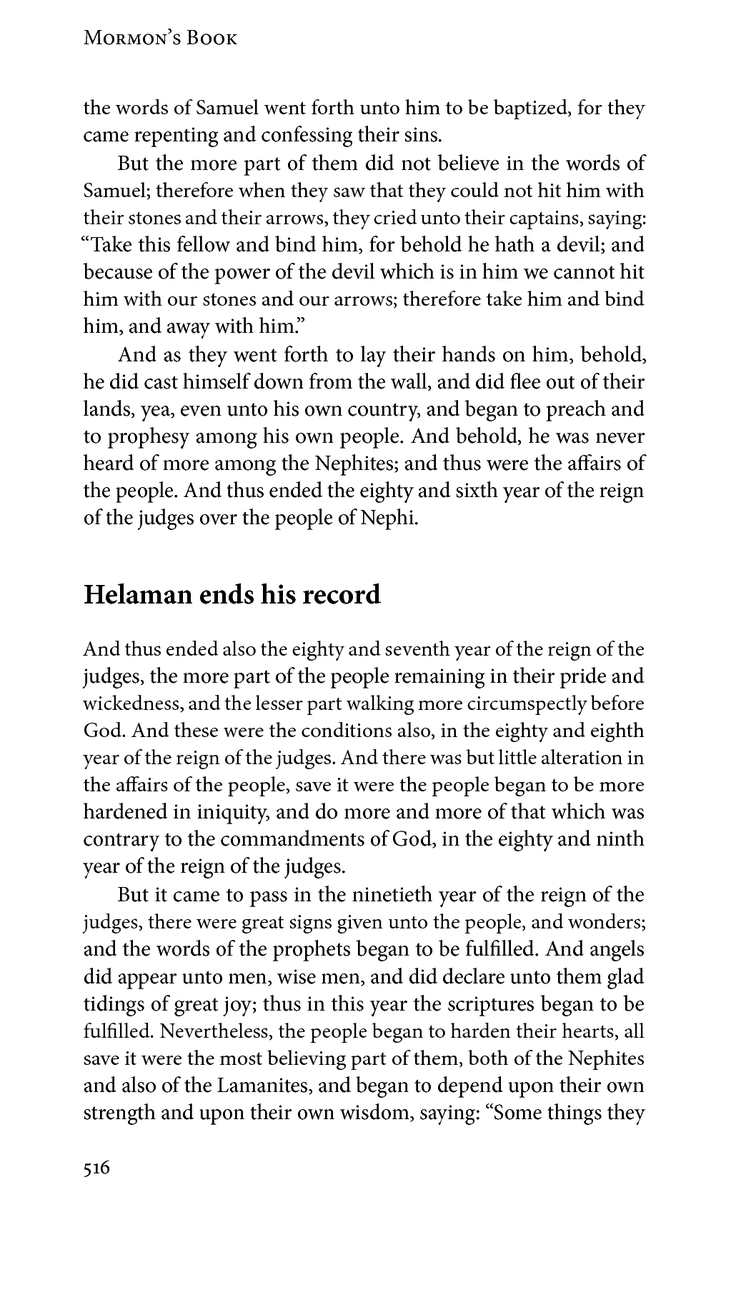 Mormon’s Book
the words of Samuel went forth unto him to be baptized, for they
came repenting and confessing their sins.
But the more part of them did not believe in the words of
Samuel; therefore when they saw that they could not hit him with
their stones and their arrows, they cried unto their captains, saying:
“Take this fellow and bind him, for behold he hath a devil; and
because of the power of the devil which is in him we cannot hit
him with our stones and our arrows; therefore take him and bind
him, and away with him.”
And as they went forth to lay their hands on him, behold,
he did cast himself down from the wall, and did flee out of their
lands, yea, even unto his own country, and began to preach and
to prophesy among his own people. And behold, he was never
heard of more among the Nephites; and thus were the affairs of
the people. And thus ended the eighty and sixth year of the reign
of the judges over the people of Nephi.
Helaman ends his record
And thus ended also the eighty and seventh year of the reign of the
judges, the more part of the people remaining in their pride and
wickedness, and the lesser part walking more circumspectly before
God. And these were the conditions also, in the eighty and eighth
year of the reign of the judges. And there was but little alteration in
the affairs of the people, save it were the people began to be more
hardened in iniquity, and do more and more of that which was
contrary to the commandments of God, in the eighty and ninth
year of the reign of the judges.
But it came to pass in the ninetieth year of the reign of the
judges, there were great signs given unto the people, and wonders;
and the words of the prophets began to be fulfilled. And angels
did appear unto men, wise men, and did declare unto them glad
tidings of great joy; thus in this year the scriptures began to be
fulfilled. Nevertheless, the people began to harden their hearts, all
save it were the most believing part of them, both of the Nephites
and also of the Lamanites, and began to depend upon their own
strength and upon their own wisdom, saying: “Some things they
516